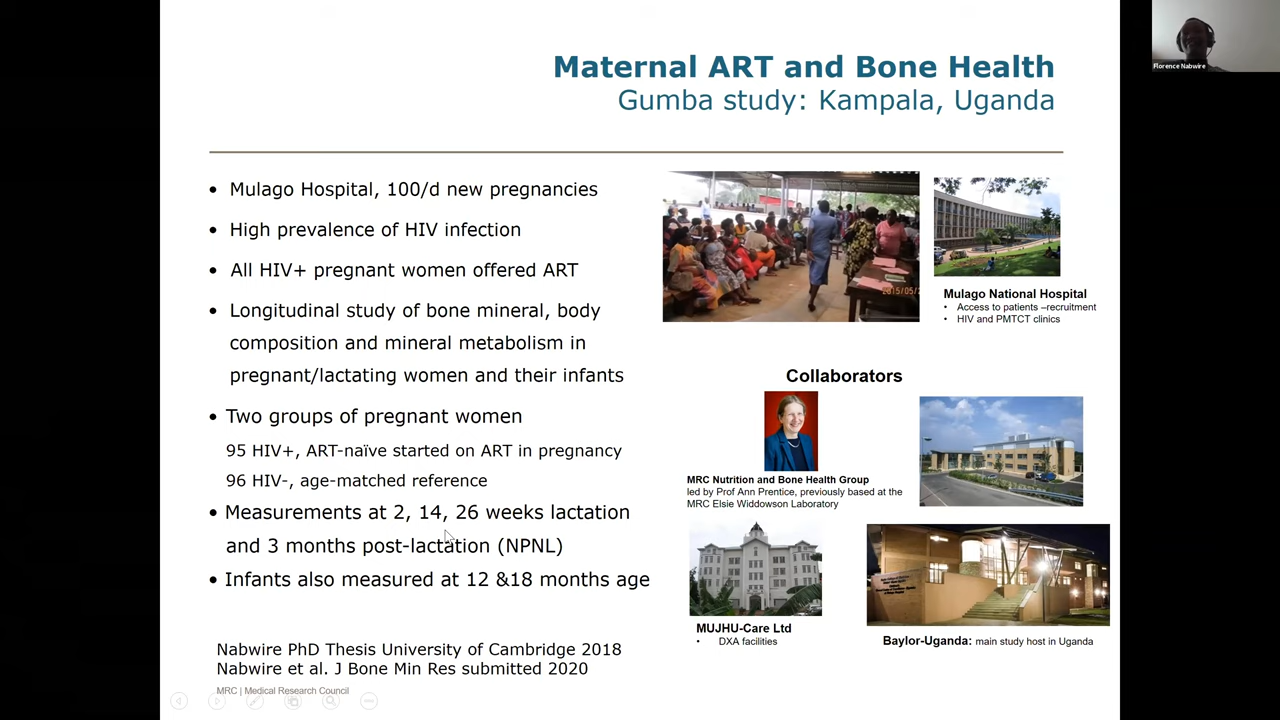 Maternal ART and Bone Health
Gumba study: Kampala, Uganda
• Mulago Hospital, 100/d new pregnancies
• High prevalence of HIV infection
• All HIV+ pregnant women offered ART
• Longitudinal study of bone mineral, body
composition and mineral metabolism in
pregnant/lactating women and their infants
• Two groups of pregnant women
95 HIV+, ART-naïve started on ART in pregnancy
96 HIV-, age-matched reference
• Measurements at 2, 14, 26 weeks lactation
and 3 months post-lactation (NPNL)
• Infants also measured at 12 &18 months age
Nabwire PhD Thesis University of Cambridge 2018
Nabwire et al. J Bone Min Res submitted 2020
MRC | Medical Research Council
Mulago National Hospital
• Access to patients –recruitment
• HIV and PMTCT clinics
Collaborators
MRC Nutrition and Bone Health Group
led by Prof Ann Prentice, previously based at the
MRC Elsie Widdowson Laboratory
MUJHU-Care Ltd
• DXA facilities
Baylor-Uganda: main study host in Uganda
Florence Nabwire